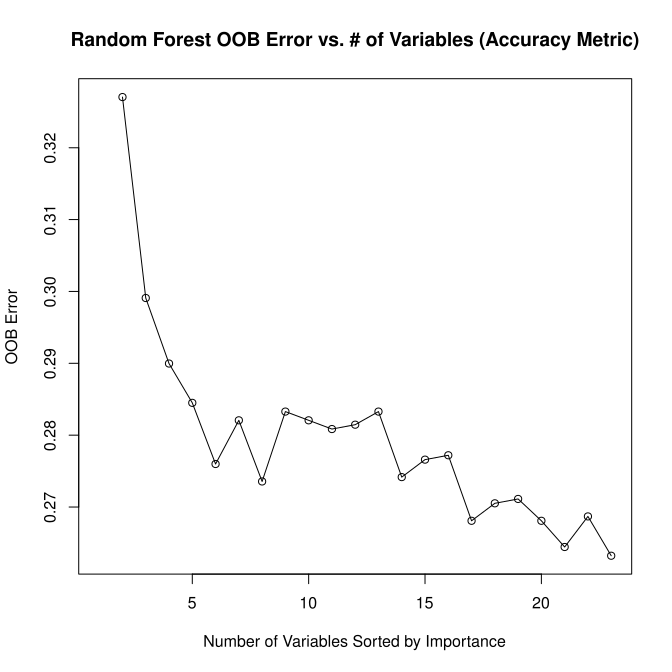 Random Forest OOB Error vs. # of Variables (Accuracy Metric)
0.32
0.31
0.30
0.29
0.28
0.27
OOB Error
5 10 15 20
Number of Variables Sorted by Importance